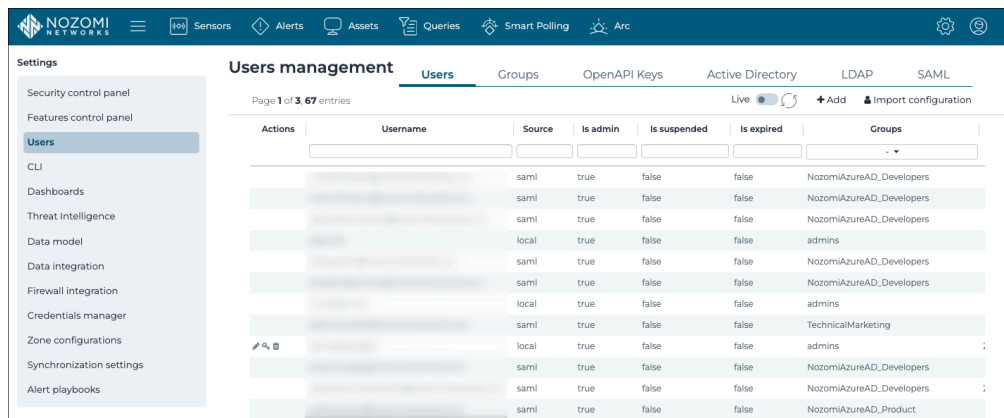 NOZOMI NETWORKS Sensors Alerts Assets Queries Smart Polling Arc
Settings
Security control panel
Features control panel
Users
CLI
Dashboards
Threat Intelligence
Data model
Data integration
Firewall integration
Credentials manager
Zone configurations
Synchronization settings
Alert playbooks
Users management Users Groups OpenAPI Keys Active Directory LDAP SAML
Page 1 of 3, 67 entries Live +Add Import configuration
Actions Username Source Is admin Is suspended Is expired Groups
-
saml true false false NozomiAzureAD_Developers
saml true false false NozomiAzureAD_Developers
saml true false false NozomiAzureAD_Developers
local true false false admins
saml true false false NozomiAzureAD_Developers
saml true false false NozomiAzureAD_Developers
local true false false admins
saml true false false TechnicalMarketing
local true false false admins
saml true false false NozomiAzureAD_Developers
saml true false false NozomiAzureAD_Developers
saml true false false NozomiAzureAD_Product